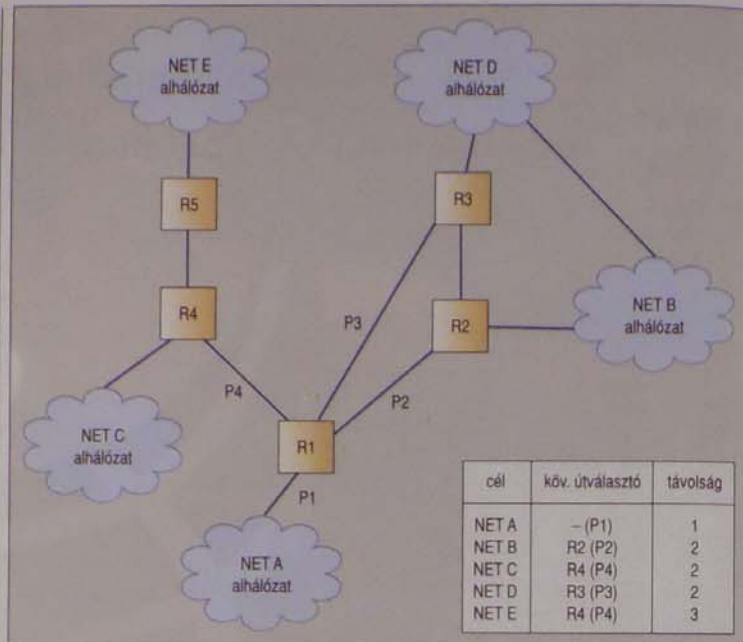 NET E
alhálózat
NET D
alhálózat
R5
R3
R4
P3
R2
NET B
alhálózat
P4
P2
NET C
alhálózat
R1
P1
NET A
alhálózat
cél köv. útválasztó távolság
NET A – (P1) 1
NET B R2 (P2) 2
NET C R4 (P4) 2
NET D R3 (P3) 2
NET E R4 (P4) 3